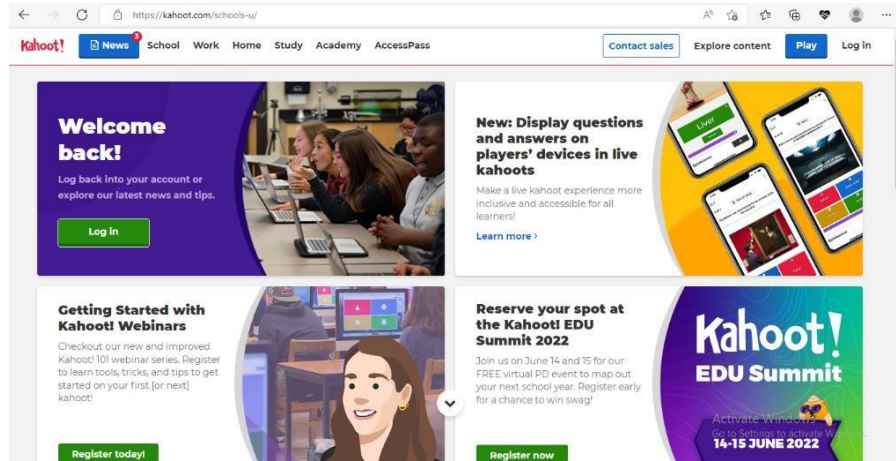 https://kahoot.com/schools-u/
Kahoot! News 3 School Work Home Study Academy AccessPass Contact sales Explore content Play Log in
Welcome
back!
Log back into your account or
explore our latest news and tips.
Log in
New: Display questions
and answers on
players' devices in live
kahoots
Make a live kahoot experience more
inclusive and accessible for all
learners!
Learn more >
Liver
Getting Started with
Kahoot! Webinars
Checkout our new and improved
Kahoot! 101 webinar series. Register
to learn tools, tricks, and tips to get
started on your first [or next]
kahoot!
Register today!
Reserve your spot at
the Kahoot! EDU
Summit 2022
Join us on June 14 and 15 for our
FREE virtual PD event to map out
your next school year. Register early
for a chance to win swag!
Register now
Kahoot!
EDU Summit
Activate Windows
Go to Settings to activate
14-15 JUNE 2022